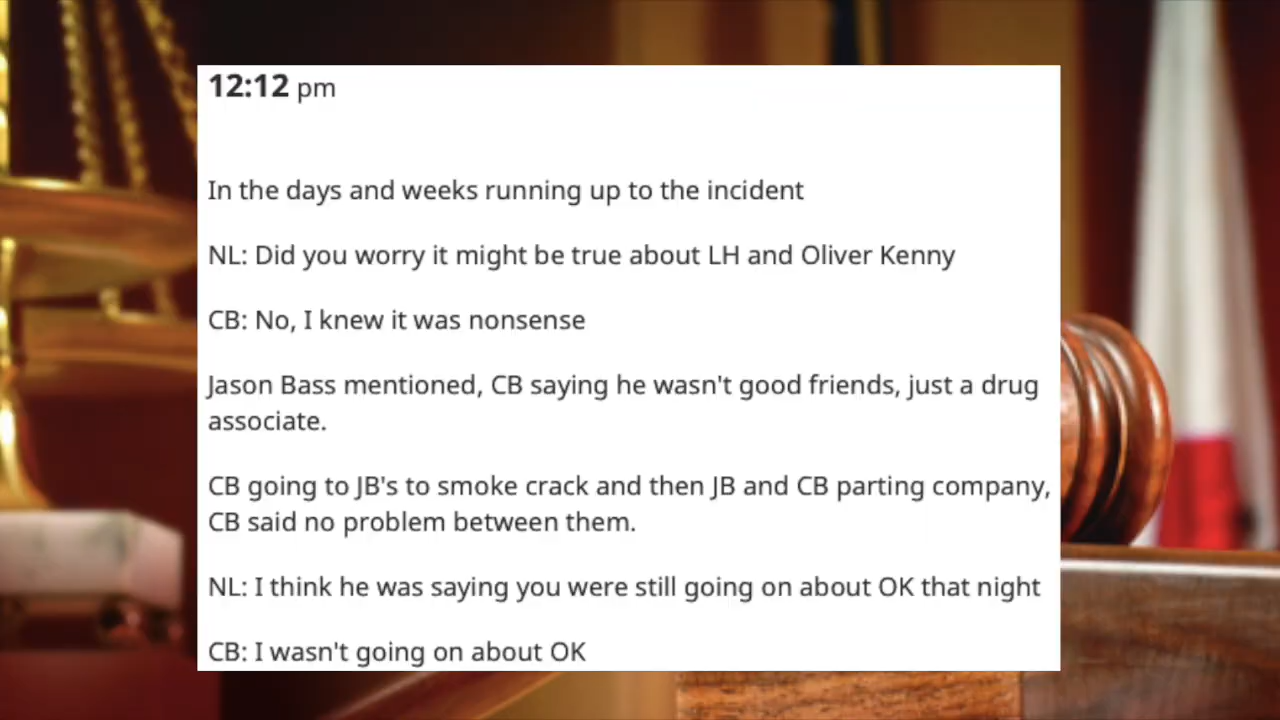 12:12 pm
In the days and weeks running up to the incident
NL: Did you worry it might be true about LH and Oliver Kenny
CB: No, I knew it was nonsense
Jason Bass mentioned, CB saying he wasn't good friends, just a drug
associate.
CB going to JB's to smoke crack and then JB and CB parting company,
CB said no problem between them.
NL: I think he was saying you were still going on about OK that night
CB: I wasn't going on about OK